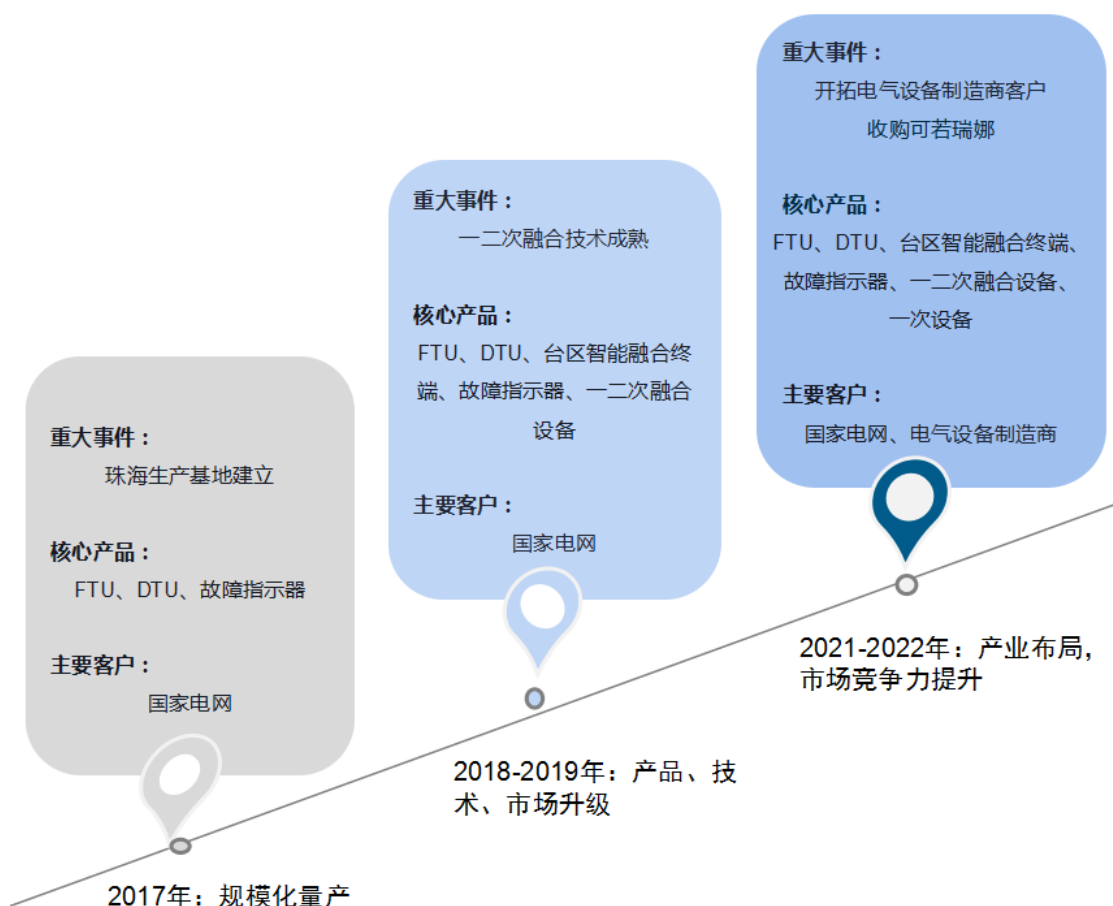 重大事件：
珠海生产基地建立
核心产品：
FTU、DTU、故障指示器
主要客户：
国家电网
2017年：规模化量产
重大事件：
一二次融合技术成熟
核心产品：
FTU、DTU、台区智能融合终
端、故障指示器、一二次融合
设备
主要客户：
国家电网
2018-2019年：产品、技
术、市场升级
重大事件：
开拓电气设备制造商客户
收购可若瑞娜
核心产品：
FTU、DTU、台区智能融合终端、
故障指示器、一二次融合设备、
一次设备
主要客户：
国家电网、电气设备制造商
2021-2022年：产业布局，
市场竞争力提升